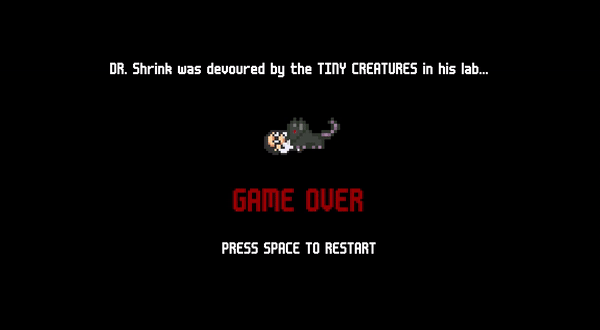 DR. Shrink was devoured by the TINY CREATURES in his lab...
GAME OVER
PRESS SPACE TO RESTART